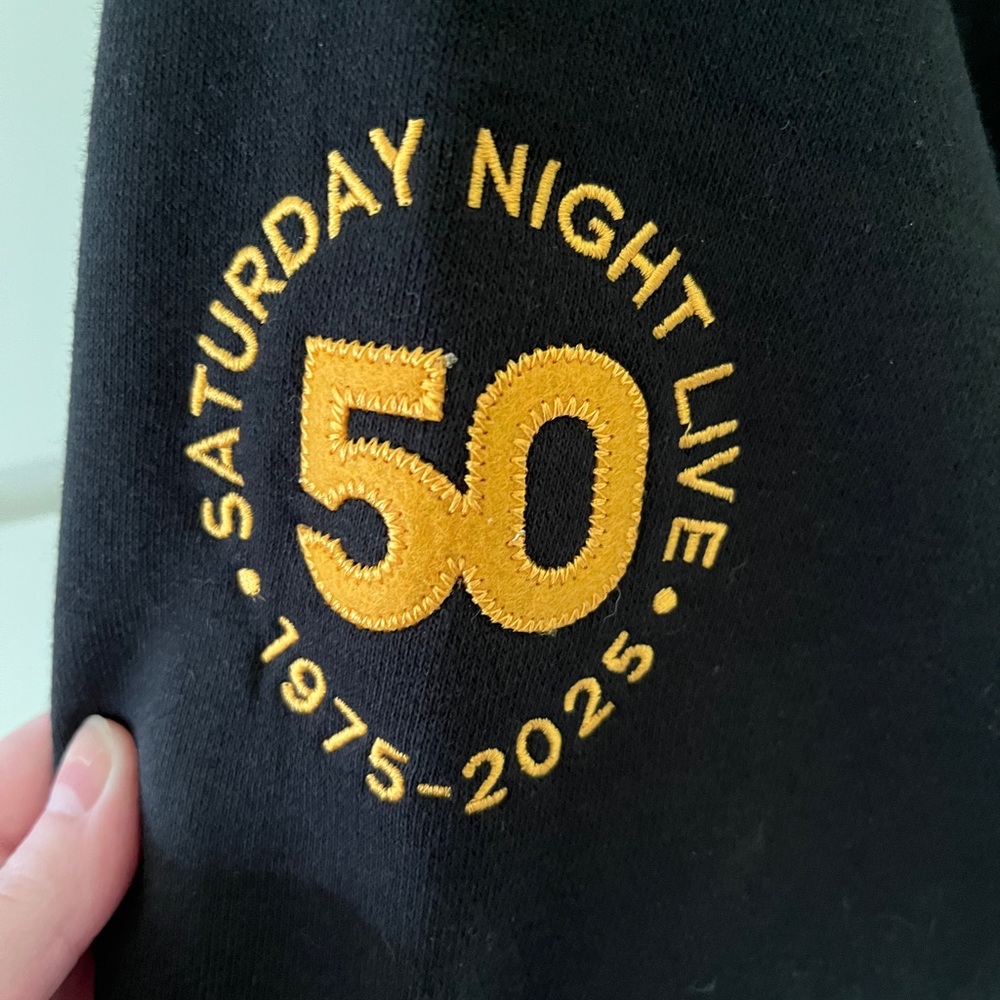 SATURDAY NIGHT LIVE
50
• 1975-2025 •